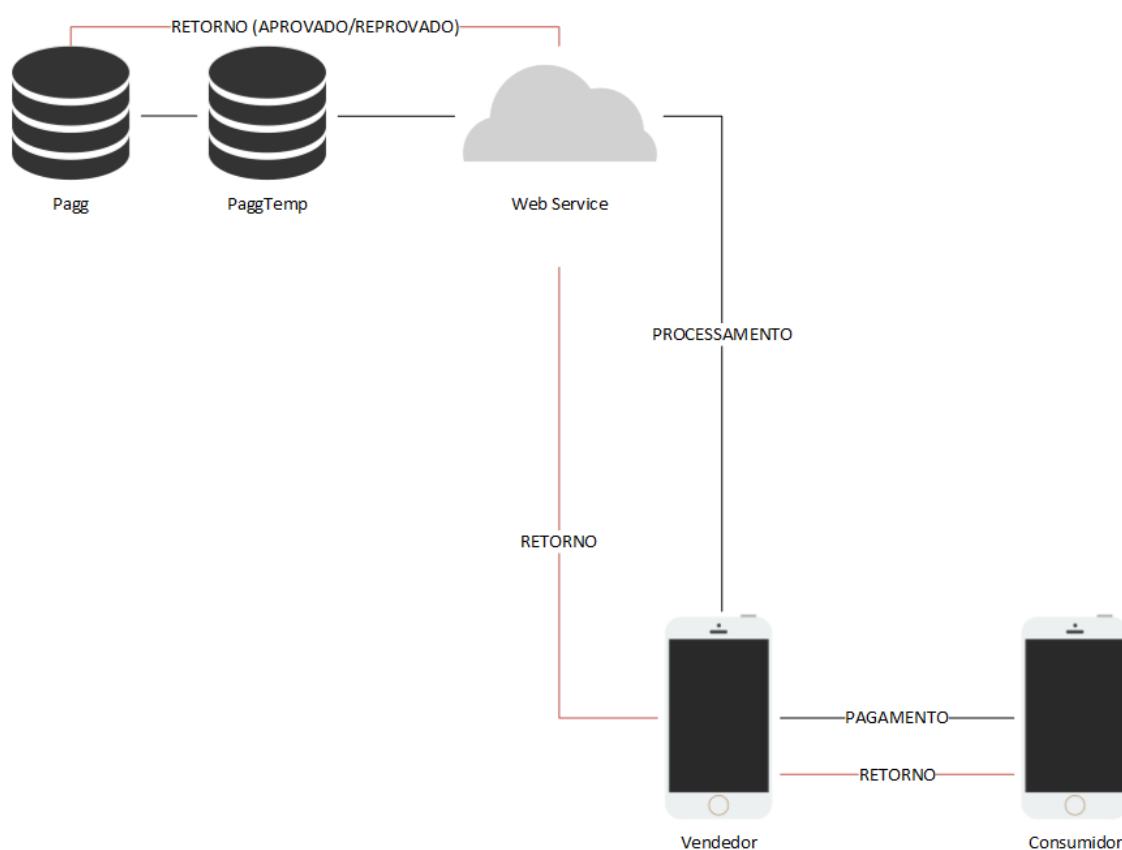 RETORNO (APROVADO/REPROVADO)
Pagg
PaggTemp
Web Service
PROCESSAMENTO
RETORNO
PAGAMENTO
RETORNO
Vendedor
Consumidor